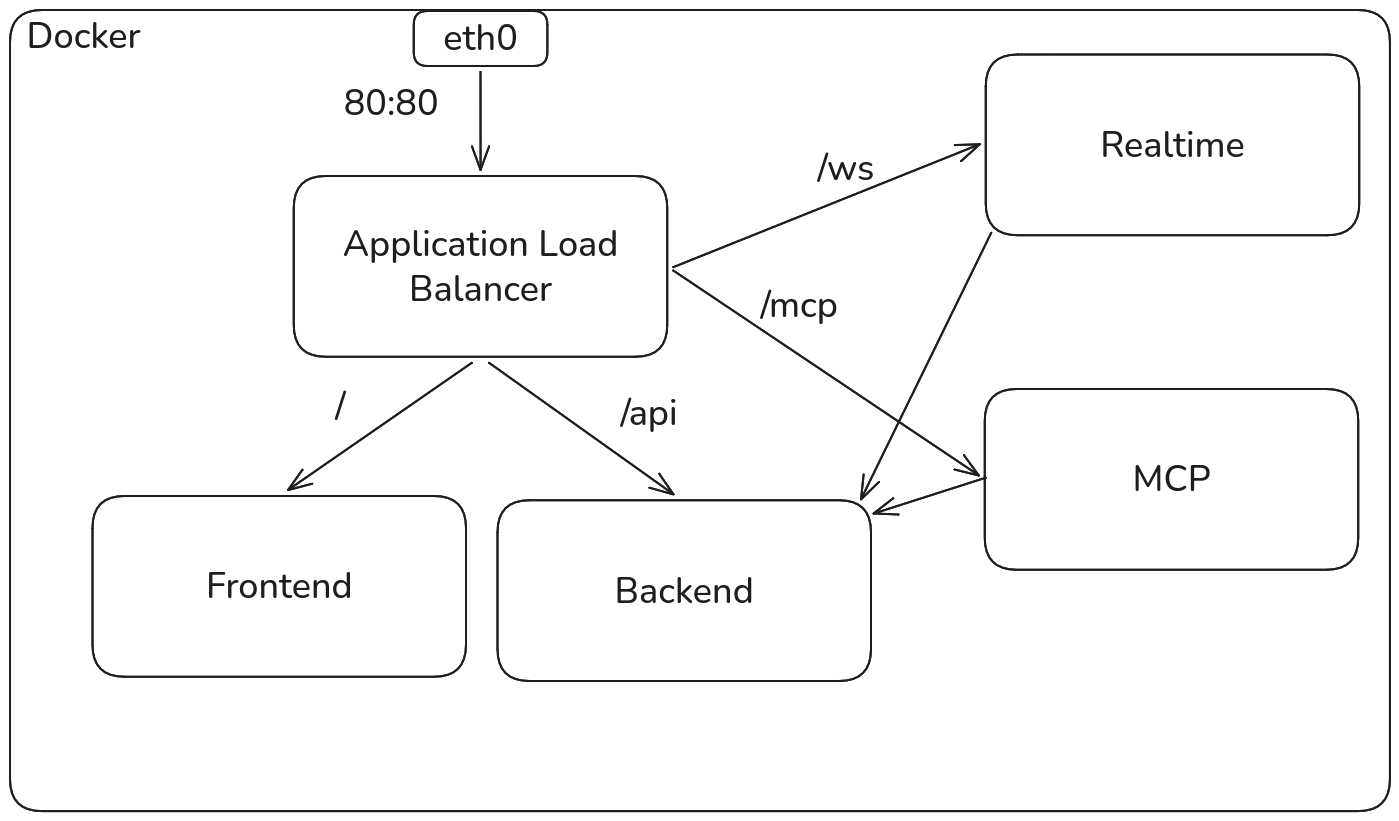 Docker
eth0
80:80
Application Load
Balancer
/ws
Realtime
/mcp
/
/api
MCP
Frontend
Backend